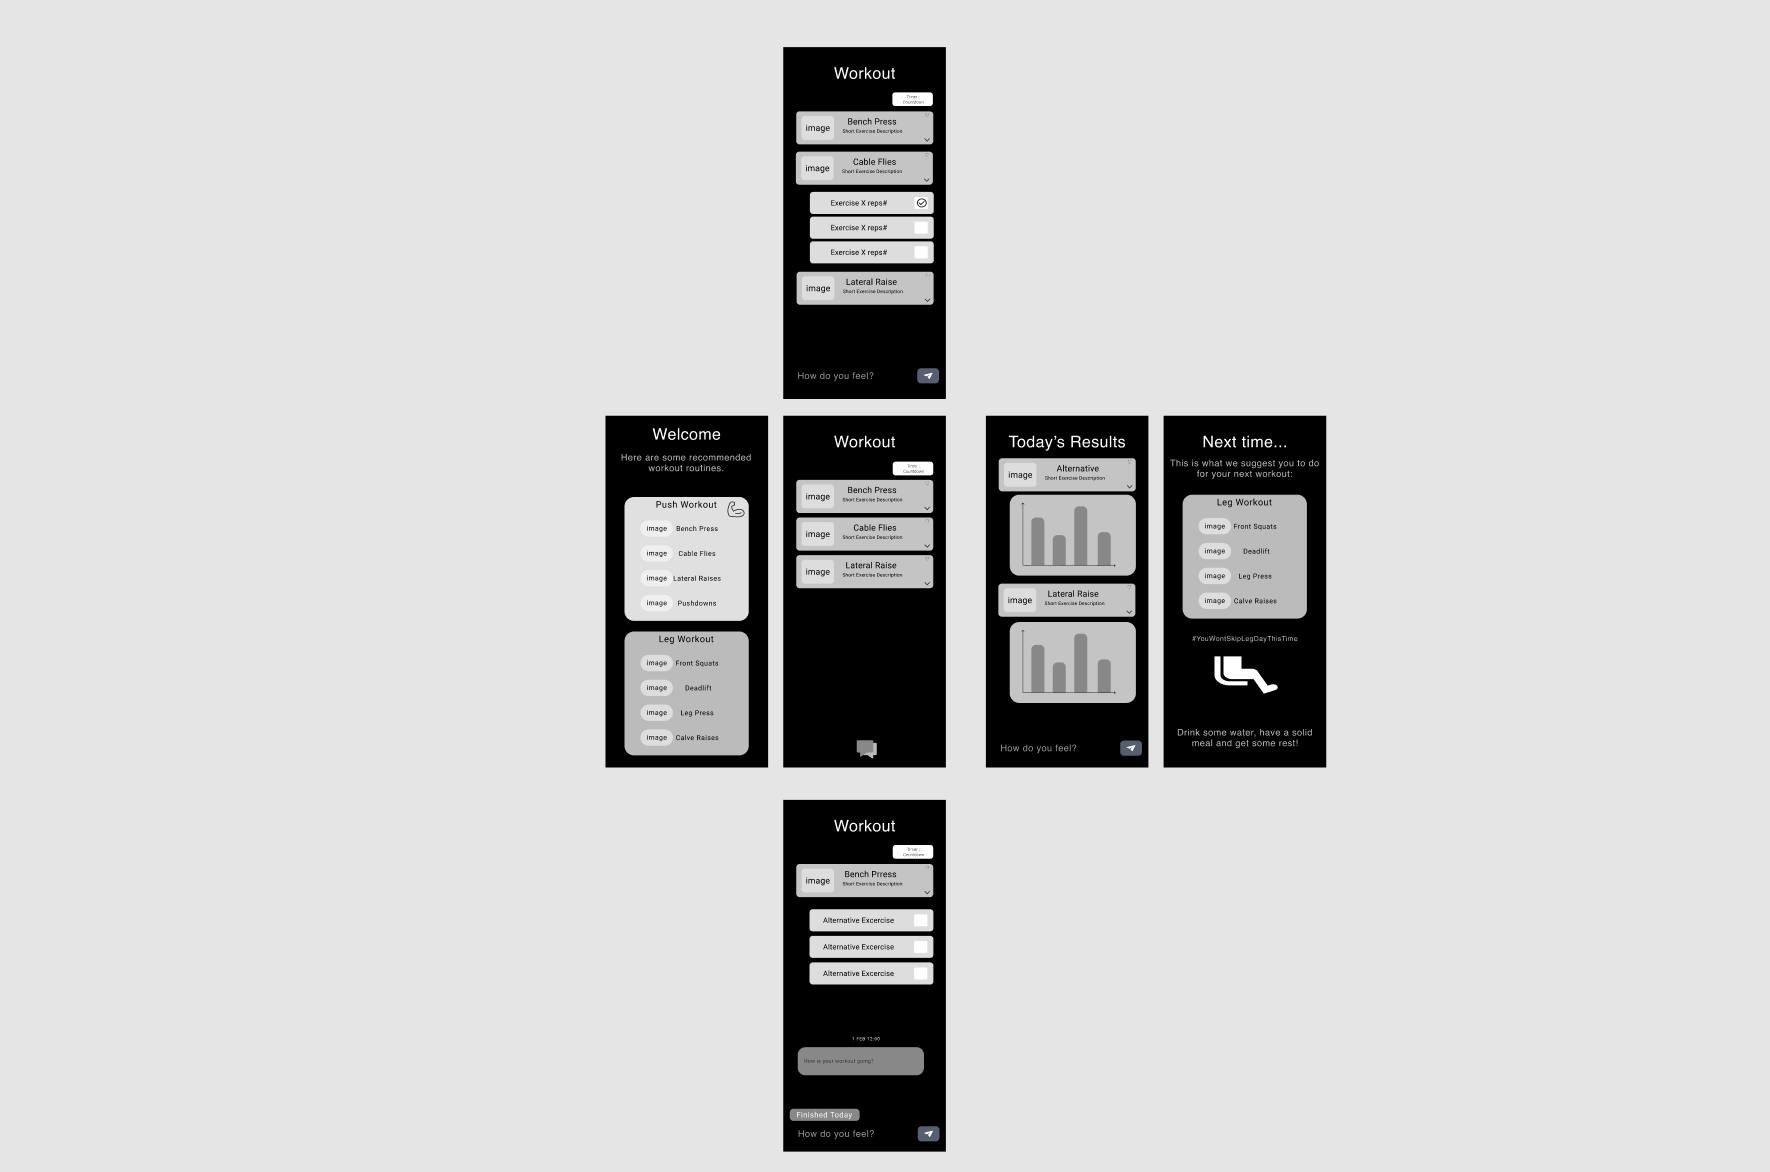 Workout
Timer :
Countdown
image
Bench Press
Short Exercise Description
image
Cable Flies
Short Exercise Description
Exercise X reps#
Exercise X reps#
Exercise X reps#
image
Lateral Raise
Short Exercise Description
How do you feel?
Welcome
Here are some recommended
workout routines.
Push Workout
image Bench Press
image Cable Flies
image Lateral Raises
image Pushdowns
Leg Workout
image Front Squats
image Deadlift
image Leg Press
image Calve Raises
Workout
Timer :
Countdown
image
Bench Press
Short Exercise Description
image
Cable Flies
Short Exercise Description
image
Lateral Raise
Short Exercise Description
Today's Results
image
Alternative
Short Exercise Description
image
Lateral Raise
Short Exercise Description
How do you feel?
Next time...
This is what we suggest you to do
for your next workout:
Leg Workout
image Front Squats
image Deadlift
image Leg Press
image Calve Raises
#YouWontSkipLegDayThisTime
Drink some water, have a solid
meal and get some rest!
Workout
Timer :
Countdown
image
Bench Prress
Short Exercise Description
Alternative Excercise
Alternative Excercise
Alternative Excercise
1 FEB 12:00
How is your workout going?
Finished Today
How do you feel?